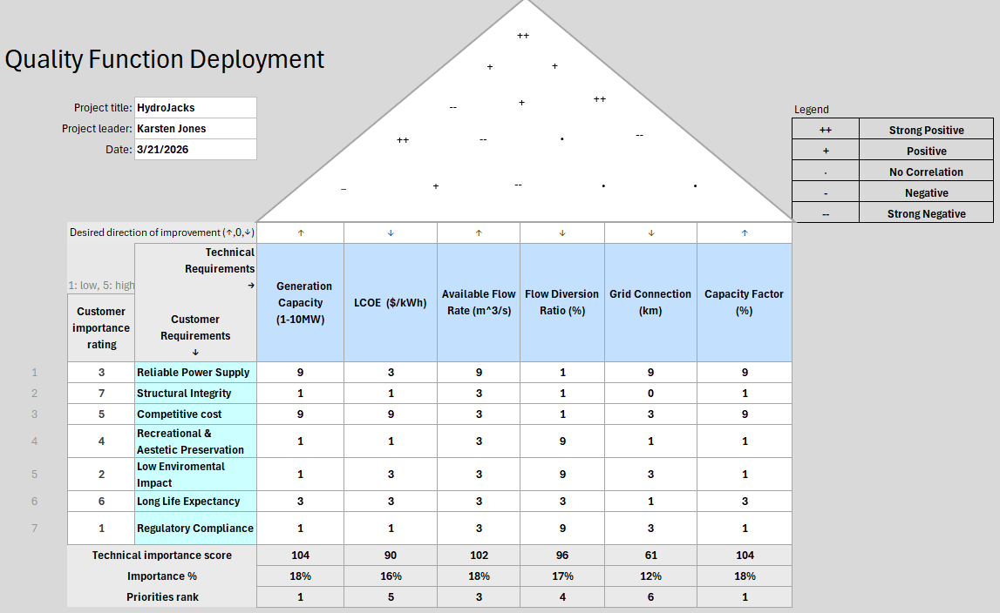 ++
Quality Function Deployment
+ +
Project title: HydroJacks
-- + ++
Legend
Project leader: Karsten Jones
++ Strong Positive
Date: 3/21/2026
+ Positive
++ -- • --
· No Correlation
- Negative
– + -- • •
-- Strong Negative
Desired direction of improvement (↑,0,↓) ↑ ↓ ↑ ↓ ↓ ↑
Technical
Requirements
→
1: low, 5: high
Customer
importance
rating
Customer
Requirements
↓
Generation
Capacity
(1-10MW)
LCOE ($/kWh)
Available Flow
Rate (m^3/s)
Flow Diversion
Ratio (%)
Grid Connection
(km)
Capacity Factor
(%)
1 3 Reliable Power Supply 9 3 9 1 9 9
2 7 Structural Integrity 1 1 3 1 0 1
3 5 Competitive cost 9 9 3 1 3 9
4 4 Recreational &
Aestetic Preservation 1 1 3 9 1 1
5 2 Low Enviromental
Impact 1 3 3 9 3 1
6 6 Long Life Expectancy 3 3 3 3 1 3
7 1 Regulatory Compliance 1 1 3 9 3 1
Technical importance score 104 90 102 96 61 104
Importance % 18% 16% 18% 17% 12% 18%
Priorities rank 1 5 3 4 6 1